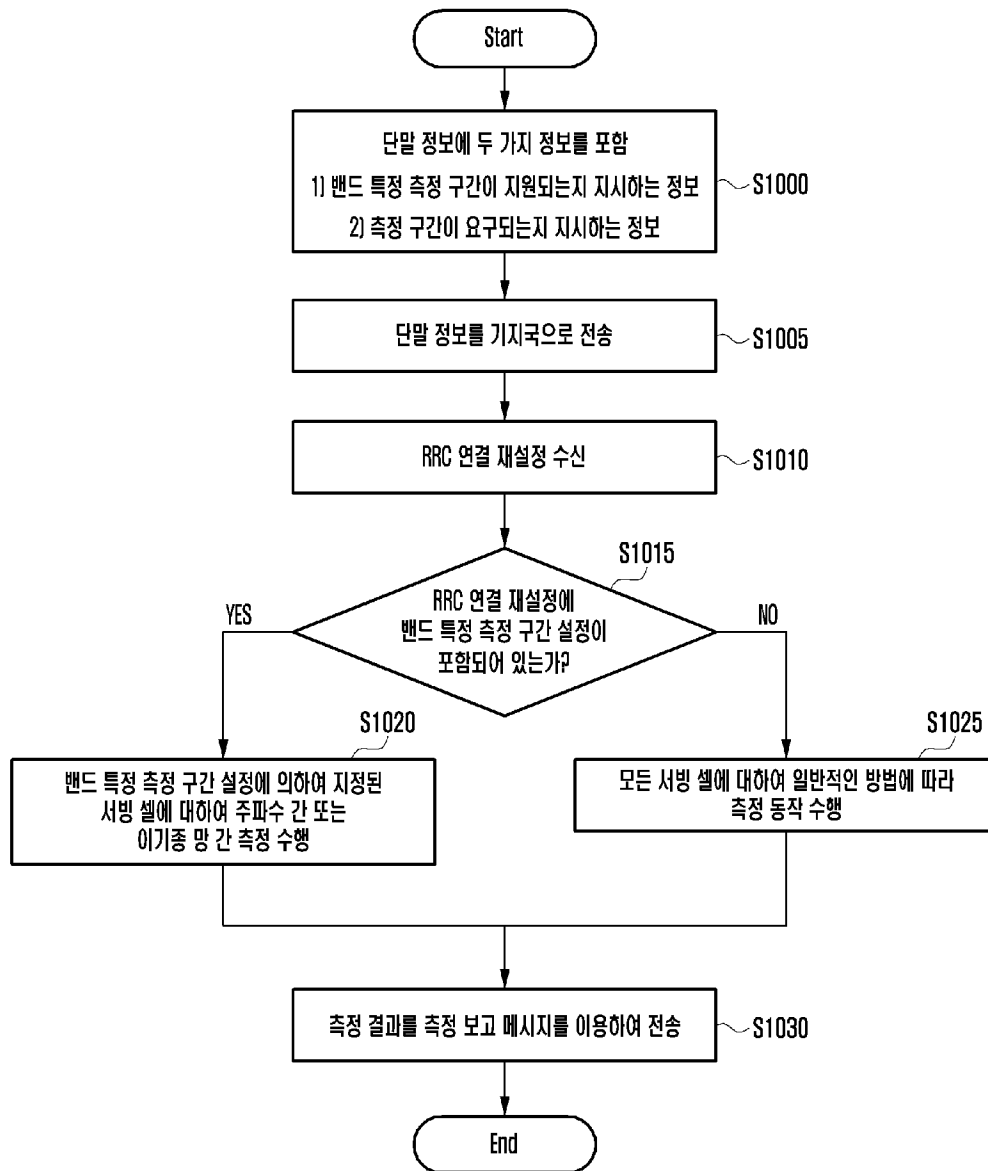 Start
단말 정보에 두 가지 정보를 포함
1) 밴드 특정 측정 구간이 지원되는지 지시하는 정보
2) 측정 구간이 요구되는지 지시하는 정보
S1000
단말 정보를 기지국으로 전송
S1005
RRC 연결 재설정 수신
S1010
S1015
RRC 연결 재설정에
밴드 특정 측정 구간 설정이
포함되어 있는가?
YES
NO
S1020
밴드 특정 측정 구간 설정에 의하여 지정된
서빙 셀에 대하여 주파수 간 또는
이기종 망 간 측정 수행
S1025
모든 서빙 셀에 대하여 일반적인 방법에 따라
측정 동작 수행
측정 결과를 측정 보고 메시지를 이용하여 전송
S1030
End